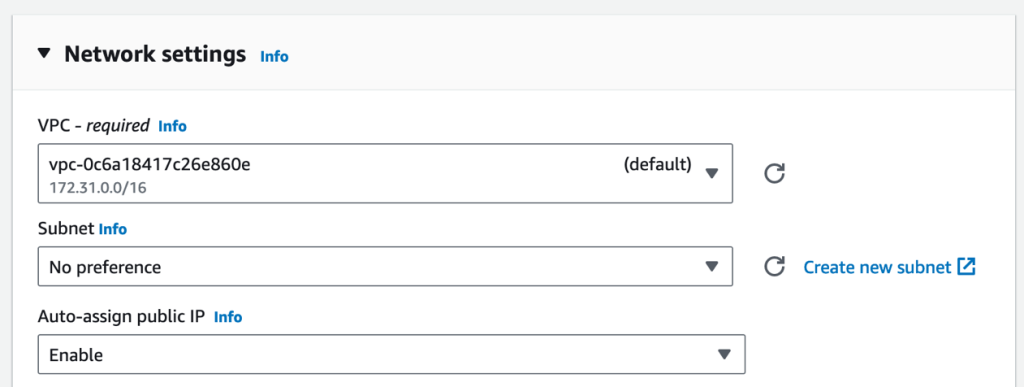 Network settings Info
VPC - required Info
vpc-0c6a18417c26e860e (default)
172.31.0.0/16
Subnet Info
No preference
Create new subnet
Auto-assign public IP Info
Enable